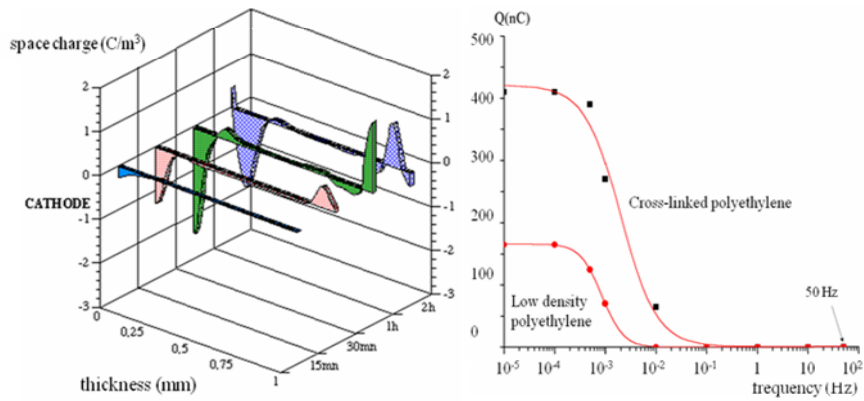 space charge (C/m³)
2
1
0
-1
-2
-3
CATHODE
2
1
0
-1
-2
-3
0
0,25
0,5
0,75
1
thickness (mm)
15mn
30mn
1h
2h
Q(nC)
500
400
300
200
150
100
0
Cross-linked polyethylene
Low density
polyethylene
50 Hz
10⁻⁵
10⁻⁴
10⁻³
10⁻²
10⁻¹
1
10
10²
frequency (Hz)